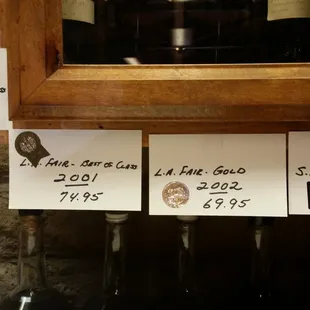 L.A. FAIR - BEST OF CLASS
2001
74.95
L.A. FAIR - GOLD
2002
69.95
S.